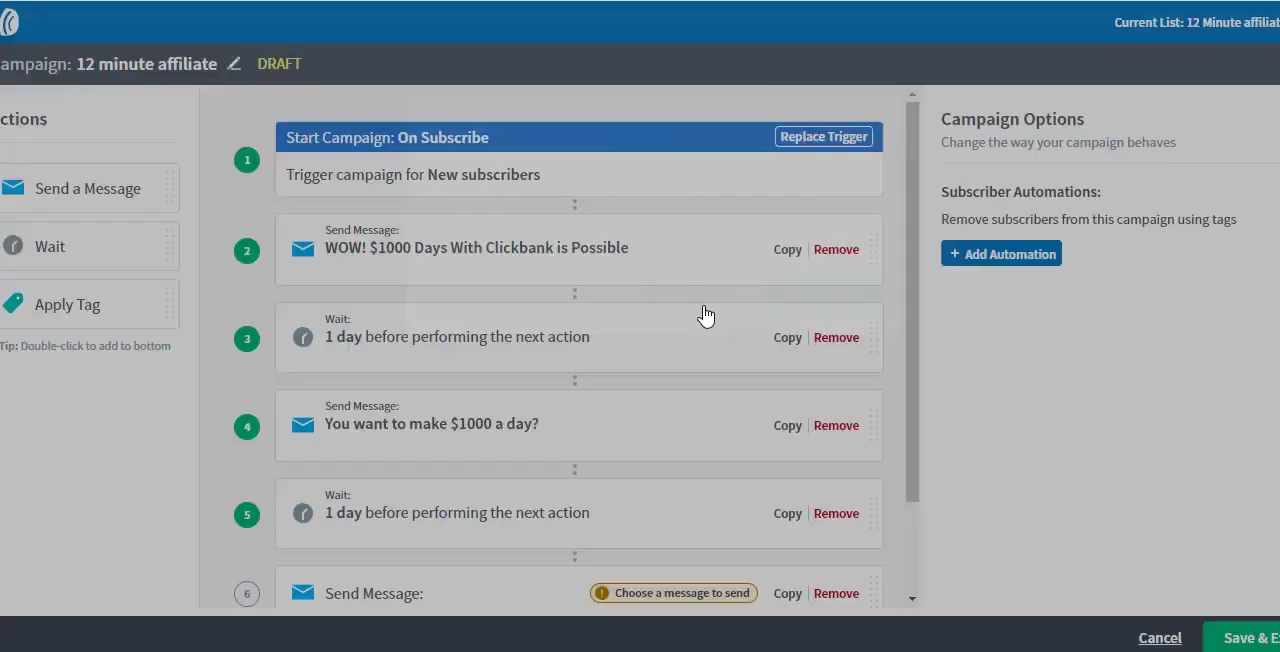 Current List: 12 Minute affiliat
ampaign: 12 minute affiliate DRAFT
ctions
Send a Message
Wait
Apply Tag
Tip: Double-click to add to bottom
1
Start Campaign: On Subscribe Replace Trigger
Trigger campaign for New subscribers
2
Send Message:
WOW! $1000 Days With Clickbank is Possible Copy Remove
3
Wait:
1 day before performing the next action Copy Remove
4
Send Message:
You want to make $1000 a day? Copy Remove
5
Wait:
1 day before performing the next action Copy Remove
6
Send Message: ! Choose a message to send Copy Remove
Campaign Options
Change the way your campaign behaves
Subscriber Automations:
Remove subscribers from this campaign using tags
+ Add Automation
Cancel Save & E